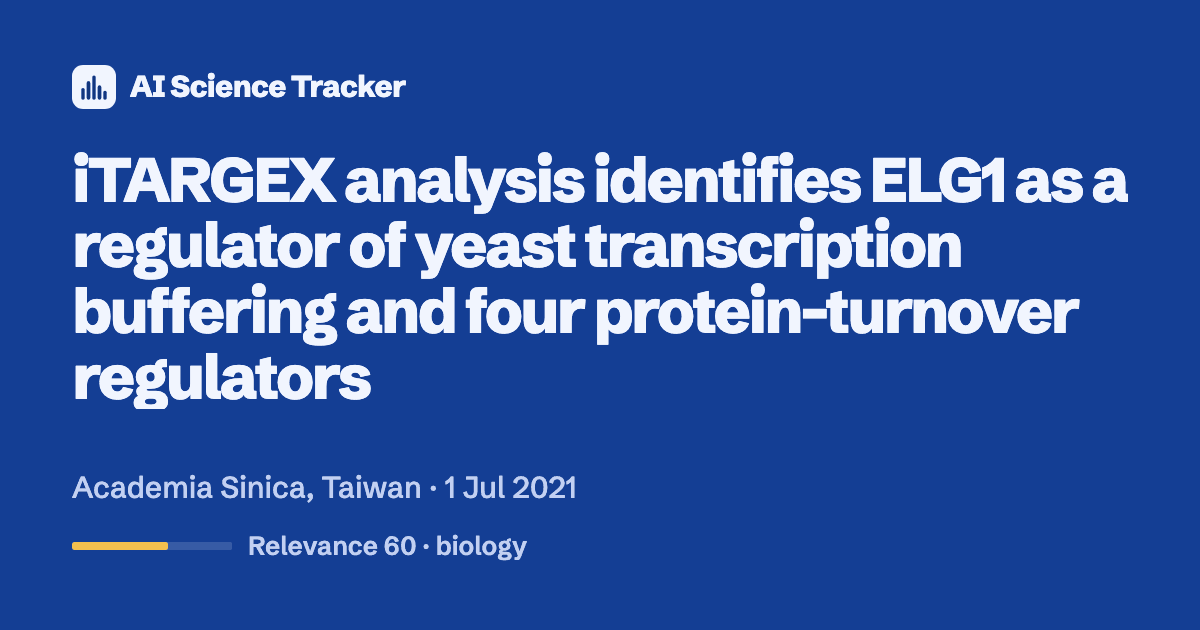 AI Science Tracker
iTARGEX analysis identifies ELG1 as a
regulator of yeast transcription
buffering and four protein-turnover
regulators
Academia Sinica, Taiwan · 1 Jul 2021
Relevance 60 · biology